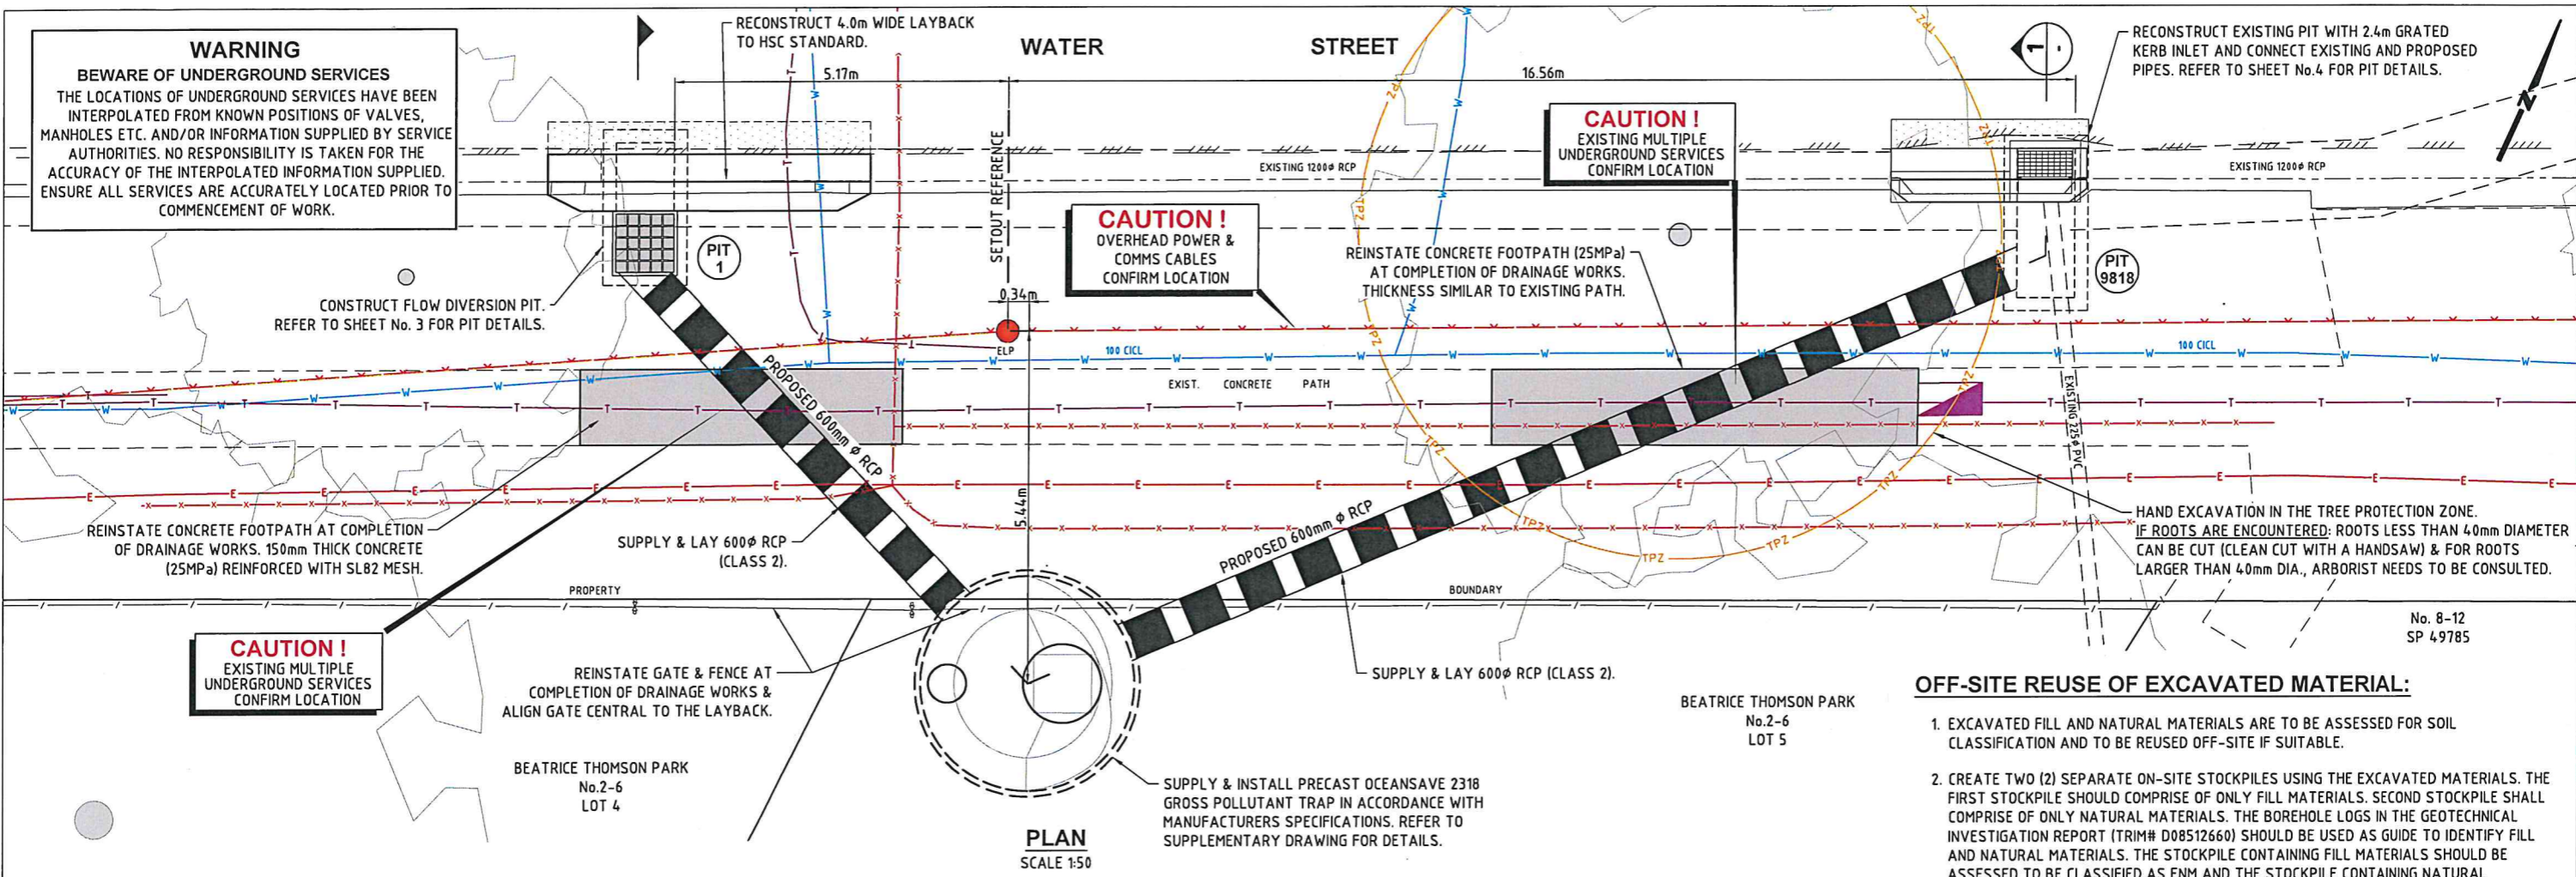 WARNING
BEWARE OF UNDERGROUND SERVICES
THE LOCATIONS OF UNDERGROUND SERVICES HAVE BEEN
INTERPOLATED FROM KNOWN POSITIONS OF VALVES,
MANHOLES ETC. AND/OR INFORMATION SUPPLIED BY SERVICE
AUTHORITIES. NO RESPONSIBILITY IS TAKEN FOR THE
ACCURACY OF THE INTERPOLATED INFORMATION SUPPLIED.
ENSURE ALL SERVICES ARE ACCURATELY LOCATED PRIOR TO
COMMENCEMENT OF WORK.
RECONSTRUCT 4.0m WIDE LAYBACK
TO HSC STANDARD.
WATER STREET
5.17m
16.56m
1
-
RECONSTRUCT EXISTING PIT WITH 2.4m GRATED
KERB INLET AND CONNECT EXISTING AND PROPOSED
PIPES. REFER TO SHEET No.4 FOR PIT DETAILS.
N
SETOUT REFERENCE
EXISTING 1200Ø RCP
CAUTION !
EXISTING MULTIPLE
UNDERGROUND SERVICES
CONFIRM LOCATION
EXISTING 1200Ø RCP
PIT
1
CAUTION !
OVERHEAD POWER &
COMMS CABLES
CONFIRM LOCATION
REINSTATE CONCRETE FOOTPATH (25MPa)
AT COMPLETION OF DRAINAGE WORKS.
THICKNESS SIMILAR TO EXISTING PATH.
PIT
9818
CONSTRUCT FLOW DIVERSION PIT.
REFER TO SHEET No. 3 FOR PIT DETAILS.
0.34m
ELP
100 CICL
100 CICL
EXIST. CONCRETE PATH
PROPOSED 600mm Ø RCP
EXISTING 225Ø PVC
5.44m
REINSTATE CONCRETE FOOTPATH AT COMPLETION
OF DRAINAGE WORKS. 150mm THICK CONCRETE
(25MPa) REINFORCED WITH SL82 MESH.
SUPPLY & LAY 600Ø RCP
(CLASS 2).
PROPOSED 600mm Ø RCP
HAND EXCAVATION IN THE TREE PROTECTION ZONE.
IF ROOTS ARE ENCOUNTERED: ROOTS LESS THAN 40mm DIAMETER
CAN BE CUT (CLEAN CUT WITH A HANDSAW) & FOR ROOTS
LARGER THAN 40mm DIA., ARBORIST NEEDS TO BE CONSULTED.
PROPERTY BOUNDARY
No. 8-12
SP 49785
CAUTION !
EXISTING MULTIPLE
UNDERGROUND SERVICES
CONFIRM LOCATION
REINSTATE GATE & FENCE AT
COMPLETION OF DRAINAGE WORKS &
ALIGN GATE CENTRAL TO THE LAYBACK.
SUPPLY & LAY 600Ø RCP (CLASS 2).
BEATRICE THOMSON PARK
No.2-6
LOT 4
BEATRICE THOMSON PARK
No.2-6
LOT 5
SUPPLY & INSTALL PRECAST OCEANSAVE 2318
GROSS POLLUTANT TRAP IN ACCORDANCE WITH
MANUFACTURERS SPECIFICATIONS. REFER TO
SUPPLEMENTARY DRAWING FOR DETAILS.
PLAN
SCALE 1:50
OFF-SITE REUSE OF EXCAVATED MATERIAL:
1. EXCAVATED FILL AND NATURAL MATERIALS ARE TO BE ASSESSED FOR SOIL
CLASSIFICATION AND TO BE REUSED OFF-SITE IF SUITABLE.
2. CREATE TWO (2) SEPARATE ON-SITE STOCKPILES USING THE EXCAVATED MATERIALS. THE
FIRST STOCKPILE SHOULD COMPRISE OF ONLY FILL MATERIALS. SECOND STOCKPILE SHALL
COMPRISE OF ONLY NATURAL MATERIALS. THE BOREHOLE LOGS IN THE GEOTECHNICAL
INVESTIGATION REPORT (TRIM# D08512660) SHOULD BE USED AS GUIDE TO IDENTIFY FILL
AND NATURAL MATERIALS. THE STOCKPILE CONTAINING FILL MATERIALS SHOULD BE
ASSESSED TO BE CLASSIFIED AS ENM AND THE STOCKPILE CONTAINING NATURAL